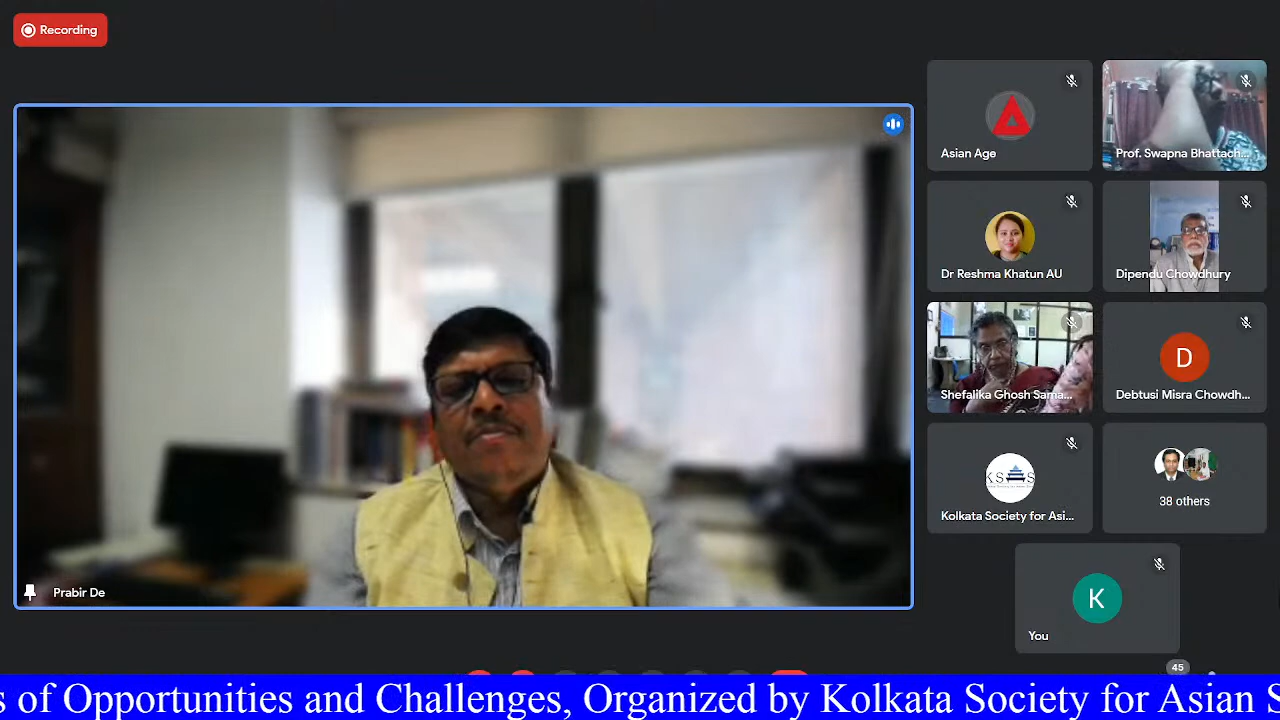 Recording
Asian Age
Prof. Swapna Bhattach...
Dr Reshma Khatun AU
Dipendu Chowdhury
Shefalika Ghosh Sama...
D
Debtusi Misra Chowdh...
KS S
Kolkata Society for Asi...
38 others
Prabir De
K
You
45
s of Opportunities and Challenges, Organized by Kolkata Society for Asian S